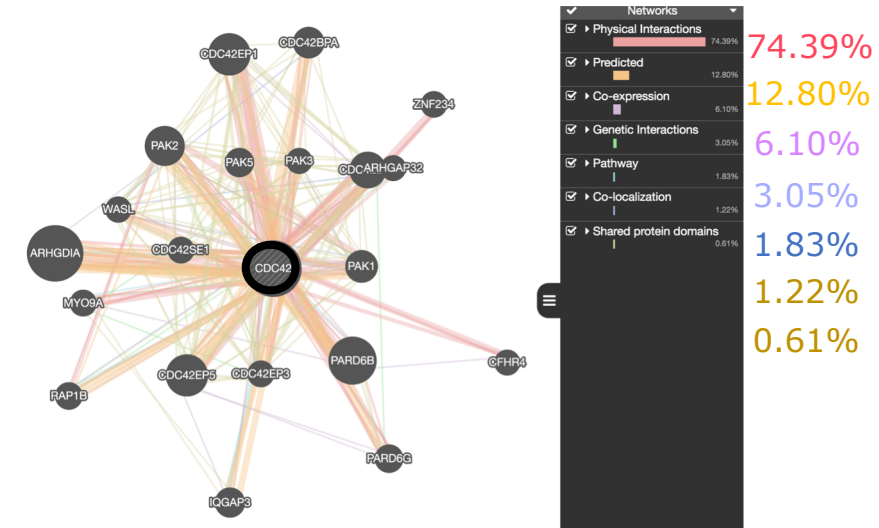 CDC42EP1
CDC42BPA
ZNF234
PAK2
PAK5
PAK3
ARHGAP32
WASL
ARHGDIA
CDC42SE1
CDC42
PAK1
MYO9A
CDC42EP5
CDC42EP3
PARD6B
CFHR4
RAP1B
PARD6G
IQGAP3
Networks
Physical Interactions
74.39%
Predicted
12.80%
Co-expression
6.10%
Genetic Interactions
3.05%
Pathway
1.83%
Co-localization
1.22%
Shared protein domains
0.61%
74.39%
12.80%
6.10%
3.05%
1.83%
1.22%
0.61%